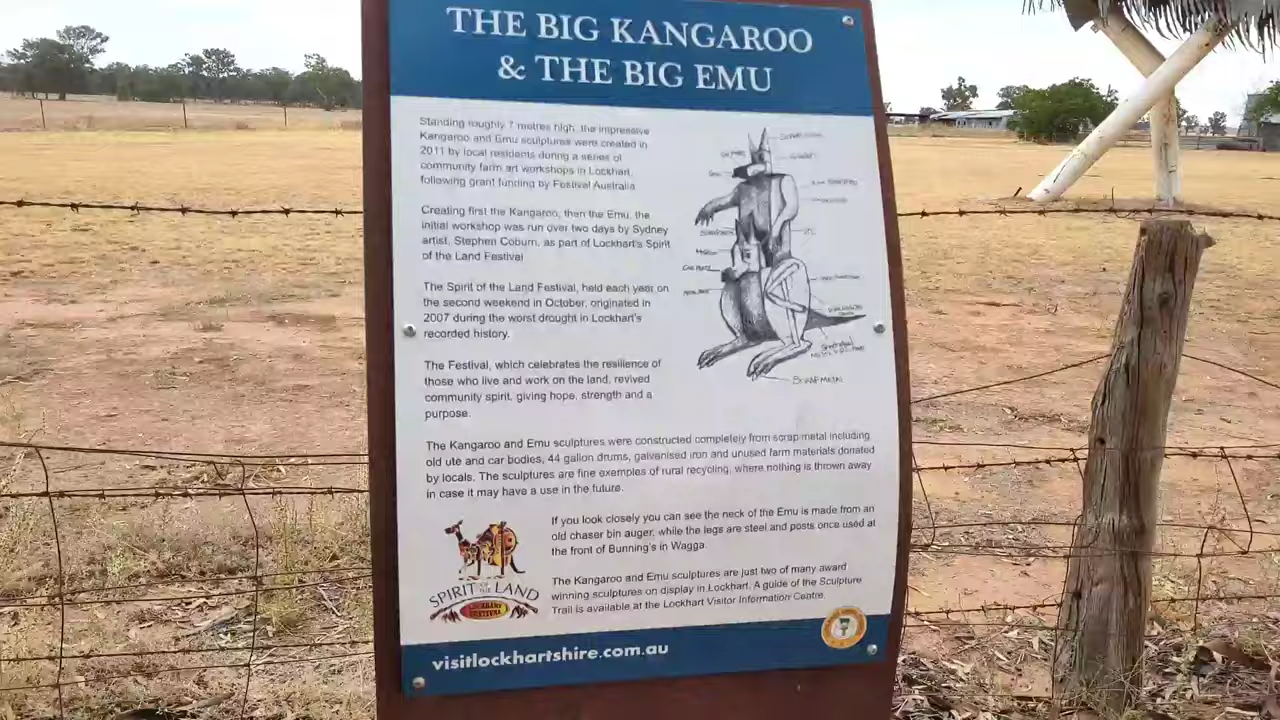 THE BIG KANGAROO
& THE BIG EMU
Standing roughly 7 metres high, the impressive
Kangaroo and Emu sculptures were created in
2011 by local residents during a series of
community farm art workshops in Lockhart,
following grant funding by Festival Australia
Creating first the Kangaroo, then the Emu, the
initial workshop was run over two days by Sydney
artist, Stephen Coburn, as part of Lockhart's Spirit
of the Land Festival
The Spirit of the Land Festival, held each year on
the second weekend in October, originated in
2007 during the worst drought in Lockhart's
recorded history.
The Festival, which celebrates the resilience of
those who live and work on the land, revived
community spirit, giving hope, strength and a
purpose.
SCRAP METAL
The Kangaroo and Emu sculptures were constructed completely from scrap metal including
old ute and car bodies, 44 gallon drums, galvanised iron and unused farm materials donated
by locals. The sculptures are fine examples of rural recycling, where nothing is thrown away
in case it may have a use in the future.
If you look closely you can see the neck of the Emu is made from an
old chaser bin auger, while the legs are steel and posts once used at
the front of Bunning's in Wagga.
The Kangaroo and Emu sculptures are just two of many award
winning sculptures on display in Lockhart. A guide of the Sculpture
Trail is available at the Lockhart Visitor Information Centre.
SPIRIT OF THE LAND
LOCKHART
FESTIVAL
visitlockhartshire.com.au